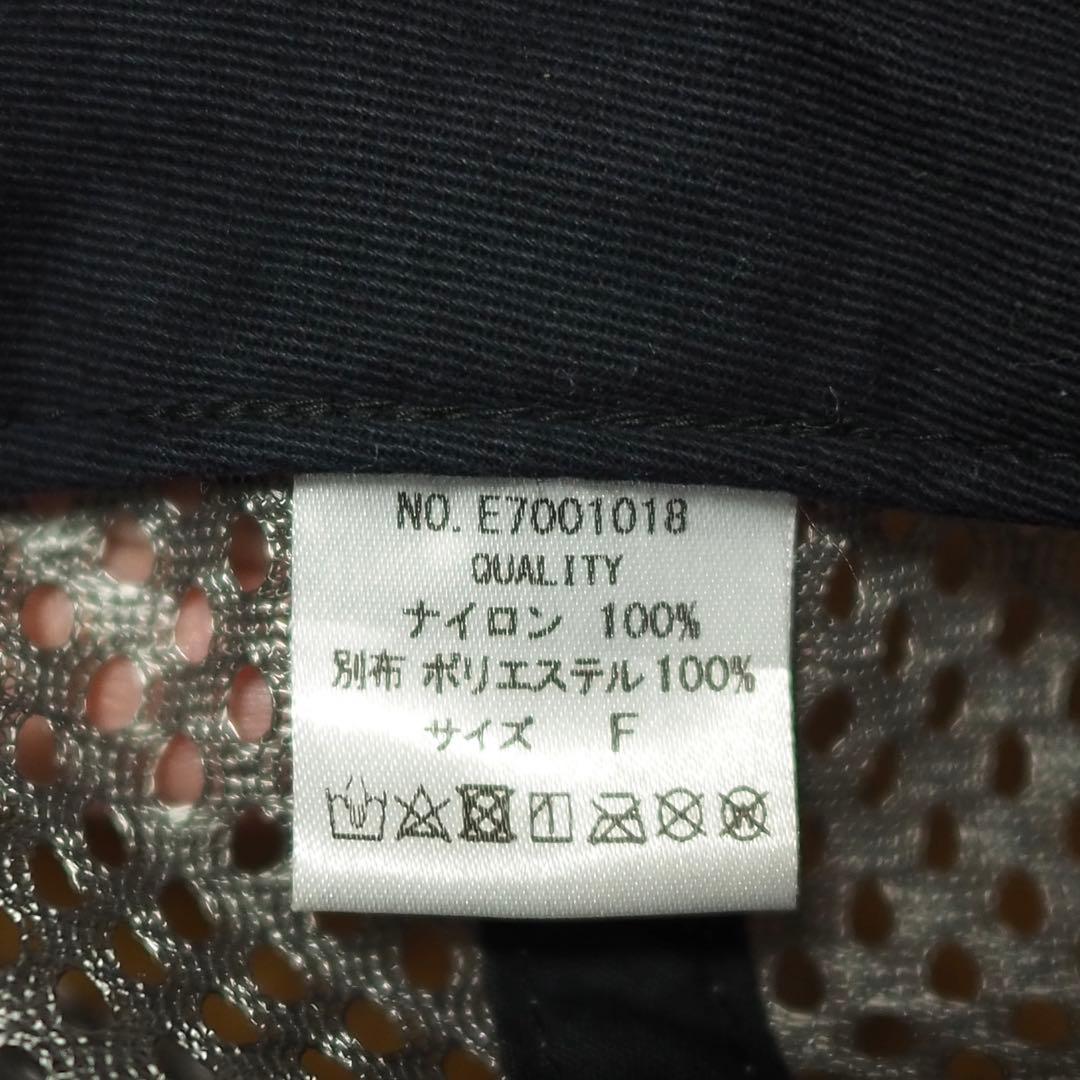 NO. E7001018
QUALITY
ナイロン 100%
別布 ポリエステル 100%
サイズ F